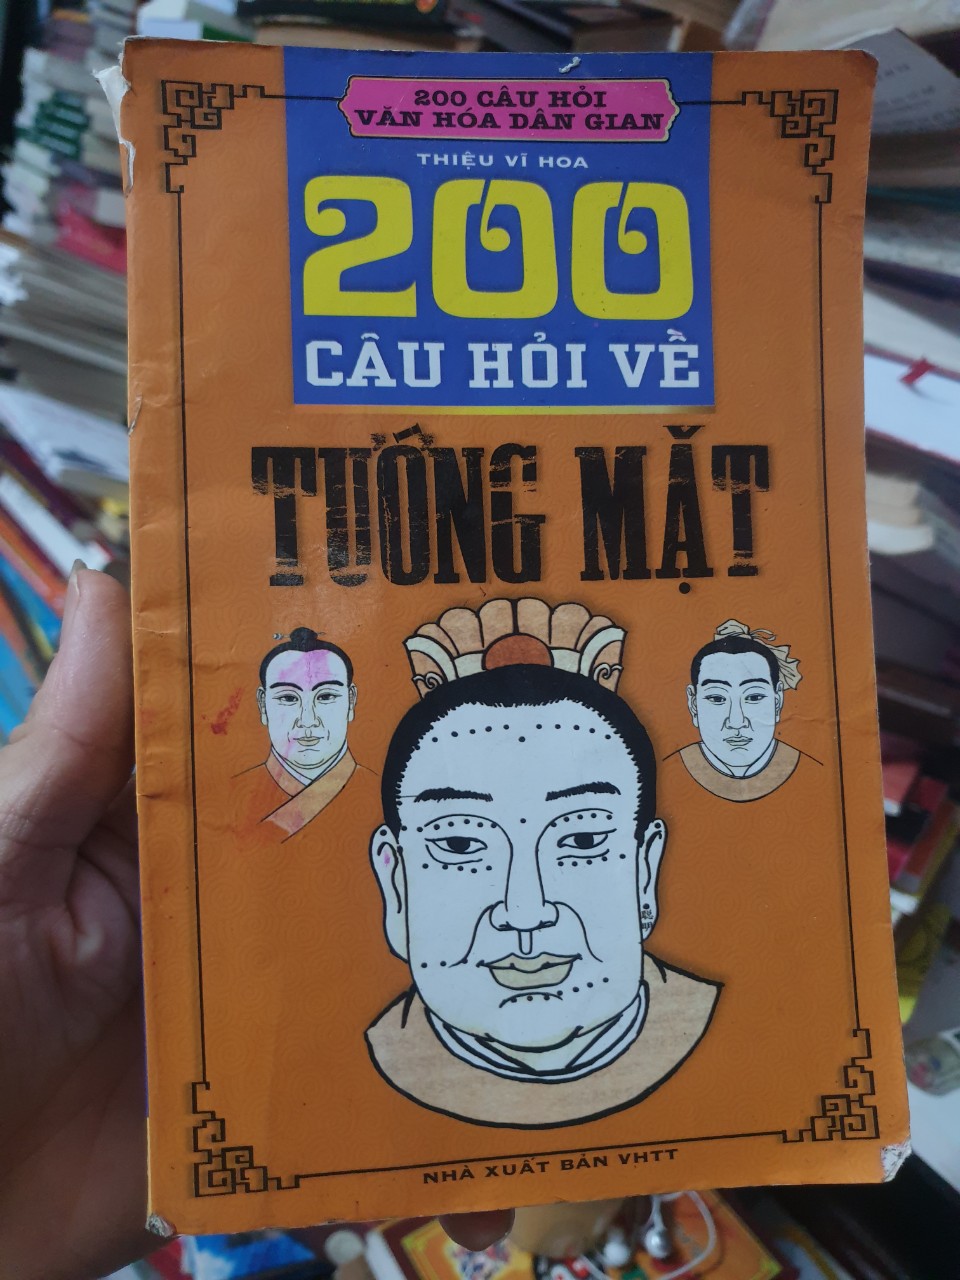 200 CÂU HỎI
VĂN HÓA DÂN GIAN
THIỆU VĨ HOA
200
CÂU HỎI VỀ
TƯỚNG MẶT
NHÀ XUẤT BẢN VHTT